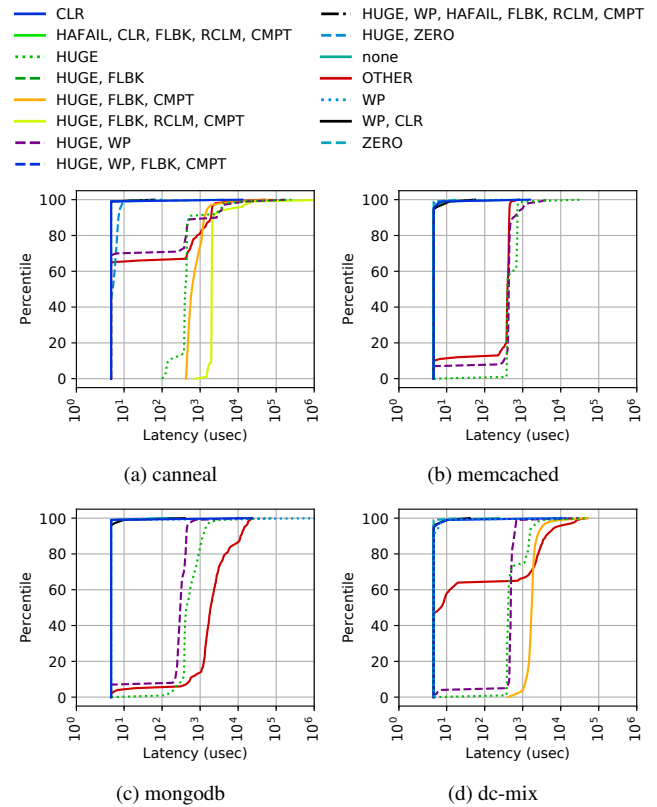 CLR
HAFAIL, CLR, FLBK, RCLM, CMPT
HUGE
HUGE, FLBK
HUGE, FLBK, CMPT
HUGE, FLBK, RCLM, CMPT
HUGE, WP
HUGE, WP, FLBK, CMPT
HUGE, WP, HAFAIL, FLBK, RCLM, CMPT
HUGE, ZERO
none
OTHER
WP
WP, CLR
ZERO
100
80
60
40
20
0
Percentile
10^0 10^1 10^2 10^3 10^4 10^5 10^6
Latency (usec)
(a) canneal
100
80
60
40
20
0
Percentile
10^0 10^1 10^2 10^3 10^4 10^5 10^6
Latency (usec)
(b) memcached
100
80
60
40
20
0
Percentile
10^0 10^1 10^2 10^3 10^4 10^5 10^6
Latency (usec)
(c) mongodb
100
80
60
40
20
0
Percentile
10^0 10^1 10^2 10^3 10^4 10^5 10^6
Latency (usec)
(d) dc-mix